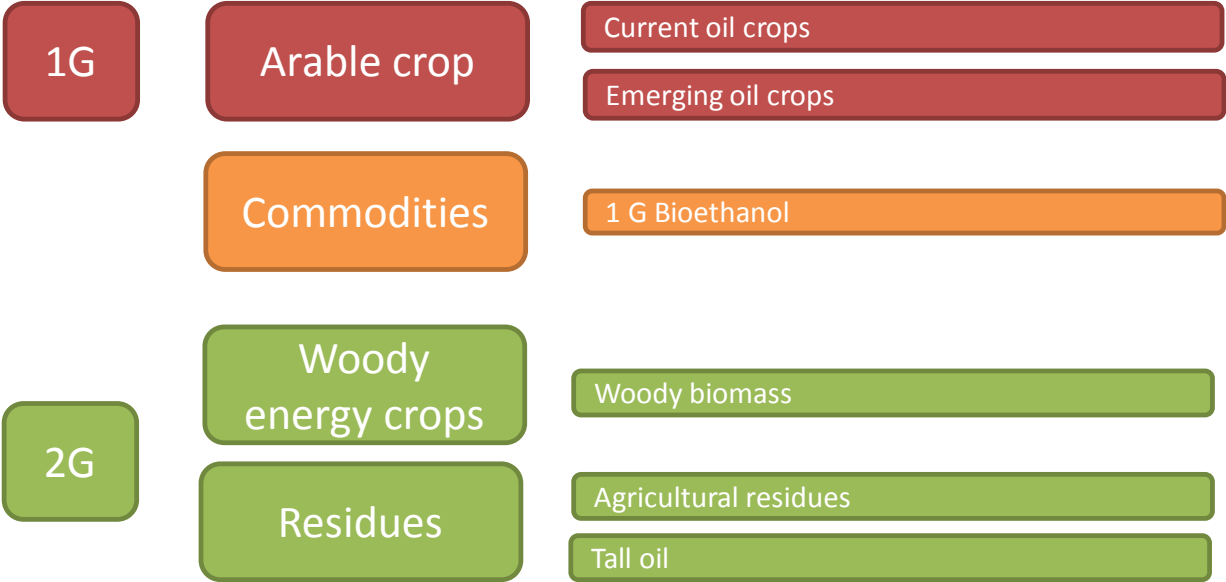 1G
Arable crop
Current oil crops
Emerging oil crops
Commodities
1 G Bioethanol
2G
Woody
energy crops
Woody biomass
Residues
Agricultural residues
Tall oil